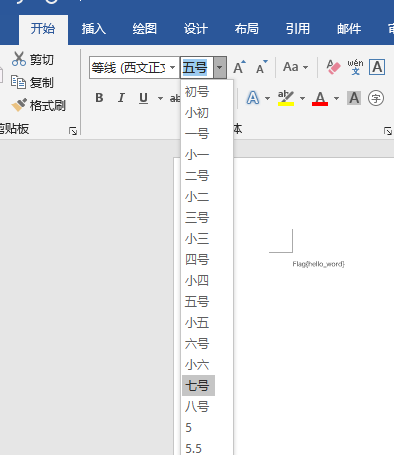 开始 插入 绘图 设计 布局 引用 邮件
剪切
复制
格式刷
剪贴板
等线 (西文正文 五号 A A Aa wén 文 A
B I U ab A ab A A 字
体
初号
小初
一号
小一
二号
小二
三号
小三
四号
小四
五号
小五
六号
小六
七号
八号
5
5.5
Flag{hello_word}